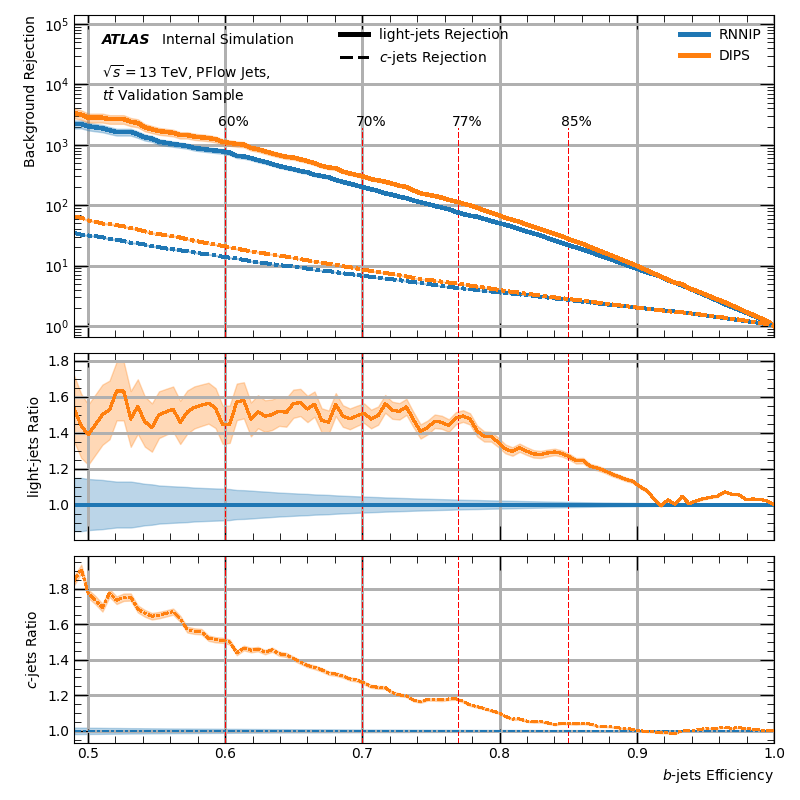 10⁵
10⁴
10³
10²
10¹
10⁰
Background Rejection
ATLAS Internal Simulation
√s = 13 TeV, PFlow Jets,
tt̄ Validation Sample
light-jets Rejection
c-jets Rejection
RNNIP
DIPS
60%
70%
77%
85%
1.8
1.6
1.4
1.2
1.0
light-jets Ratio
1.8
1.6
1.4
1.2
1.0
c-jets Ratio
0.5 0.6 0.7 0.8 0.9 1.0
b-jets Efficiency